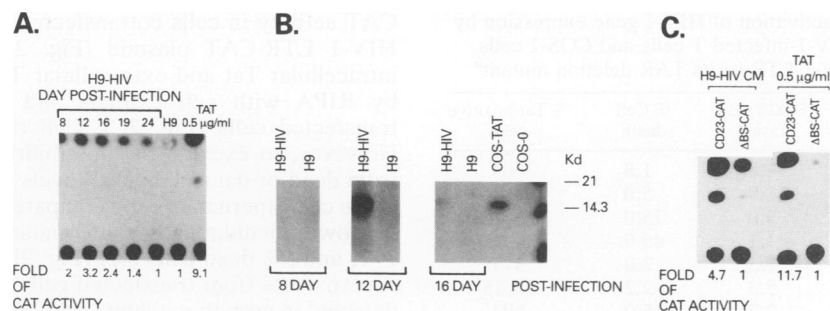 A.
H9-HIV
DAY POST-INFECTION
TAT
8 12 16 19 24 H9 0.5 µg/ml
FOLD OF CAT ACTIVITY
2 3.2 2.4 1.4 1 1 9.1
B.
H9-HIV
H9
H9-HIV
H9
H9-HIV
H9
COS-TAT
COS-0
Kd
21
14.3
8 DAY
12 DAY
16 DAY
POST-INFECTION
C.
H9-HIV CM
TAT
0.5 µg/ml
CD23-CAT
ΔBS-CAT
CD23-CAT
ΔBS-CAT
FOLD OF CAT ACTIVITY
4.7 1 11.7 1